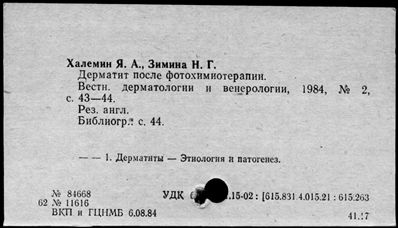 Халемин Я. А., Зимина Н. Г.
Дерматит после фотохимиотерапии.
Вестн. дерматологии и венерологии, 1984, № 2,
с. 43—44.
Рез. англ.
Библиогр. с. 44.
— — 1. Дерматиты — Этиология и патогенез.
№ 84668
УДК 15-02 : [615.831 4.015.21 : 615.263
62 № 11616
ВКП и ГЦНМБ 6.08.84
41.17